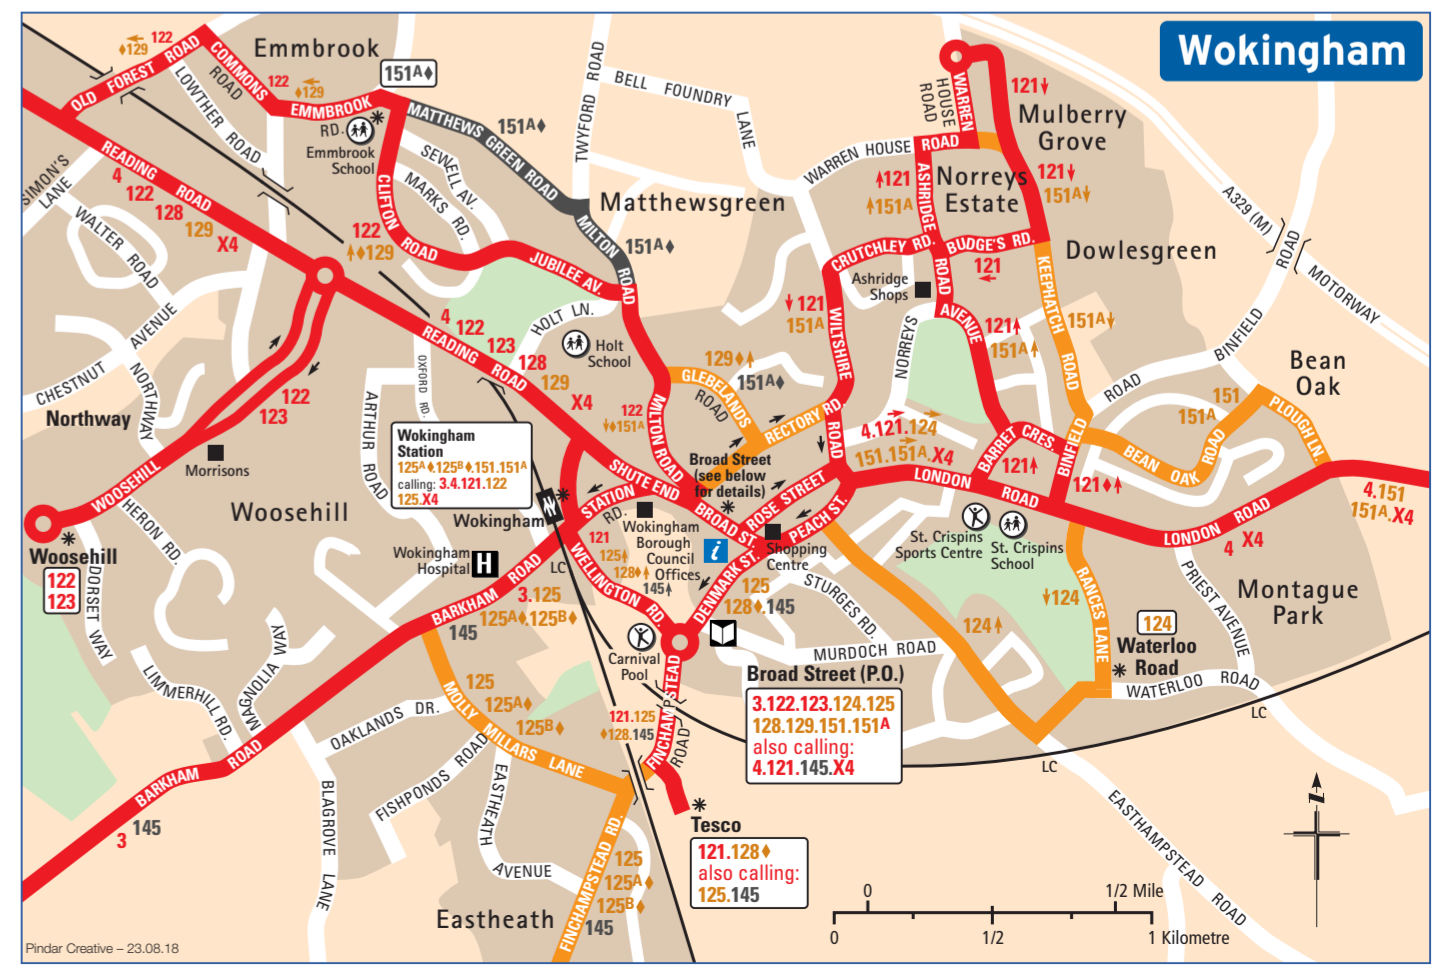 Wokingham
Emmbrook
122
129
OLD FOREST ROAD
COMMONS
ROAD
122
129
EMMBROOK
RD.
151A♦
LOWTHER ROAD
Emmbrook
School
MATTHEWS GREEN ROAD
151A♦
SEWELL AV.
MARKS RD.
TWYFORD ROAD
BELL FOUNDRY
LANE
WARREN
HOUSE
ROAD
121
Mulberry
Grove
WARREN HOUSE ROAD
121
151A
ASHRIDGE
ROAD
121
151A
Norreys
Estate
SIMON'S
LANE
READING ROAD
4
122
128
129
X4
WALTER ROAD
CLIFTON
ROAD
122
♦129
Matthewsgreen
MILTON
ROAD
151A♦
JUBILEE AV.
CRUTCHLEY RD.
BUDGE'S RD.
121
Dowlesgreen
A329 (M)
MOTORWAY
BINFIELD
ROAD
Ashridge
Shops
KEEPHATCH
ROAD
151A
AVENUE
121
151A
121
151A
WILTSHIRE
ROAD
NORREYS
CHESTNUT AVENUE
NORTHWAY
Northway
122
123
4
122
123
128
129
X4
READING
ROAD
HOLT LN.
Holt
School
OXFORD RD.
ARTHUR ROAD
129♦
151A♦
GLEBELANDS
ROAD
RECTORY RD.
122
♦151A
MILTON ROAD
Bean
Oak
151
151A
PLOUGH LN.
BEAN OAK ROAD
BARRET CRES.
BINFIELD
ROAD
121
121♦
4.121.124
151.151A.X4
Wokingham
Station
125A♦.125B♦.151.151A
calling: 3.4.121.122
125.X4
Morrisons
WOOSEHILL
Woosehill
122
123
Woosehill
HERON RD.
DORSET WAY
Wokingham
Wokingham
Hospital
H
LC
SHUTE END
STATION
RD.
Broad Street
(see below
for details)
BROAD ST.
ROSE STREET
PEACH ST.
Wokingham
Borough
Council
Offices
i
Shopping
Centre
121
125
128♦
145
WELLINGTON RD.
DENMARK ST.
125
128♦.145
LONDON ROAD
St. Crispins
Sports Centre
St. Crispins
School
LONDON ROAD
4 X4
4.151
151A.X4
PRIEST AVENUE
Montague
Park
RANCES LANE
124
124
124
Waterloo
Road
WATERLOO ROAD
LC
LC
STURGES RD.
MURDOCH ROAD
BARKHAM ROAD
3.125
125A♦.125B♦
145
Carnival
Pool
LIMMERHILL RD.
MAGNOLIA WAY
OAKLANDS DR.
MOLLY MILLARS LANE
125
125A♦
125B♦
121.125
♦128.145
FINCHAMPSTEAD
ROAD
Broad Street (P.O.)
3.122.123.124.125
128.129.151.151A
also calling:
4.121.145.X4
BARKHAM ROAD
3 145
FISHPONDS ROAD
BLAGROVE LANE
EASTHEATH
AVENUE
Tesco
121.128♦
also calling:
125.145
FINCHAMPSTEAD RD.
125
125A♦
125B♦
145
Eastheath
EASTHAMPSTEAD ROAD
0 1/2 Mile
0 1/2 1 Kilometre
Pindar Creative – 23.08.18